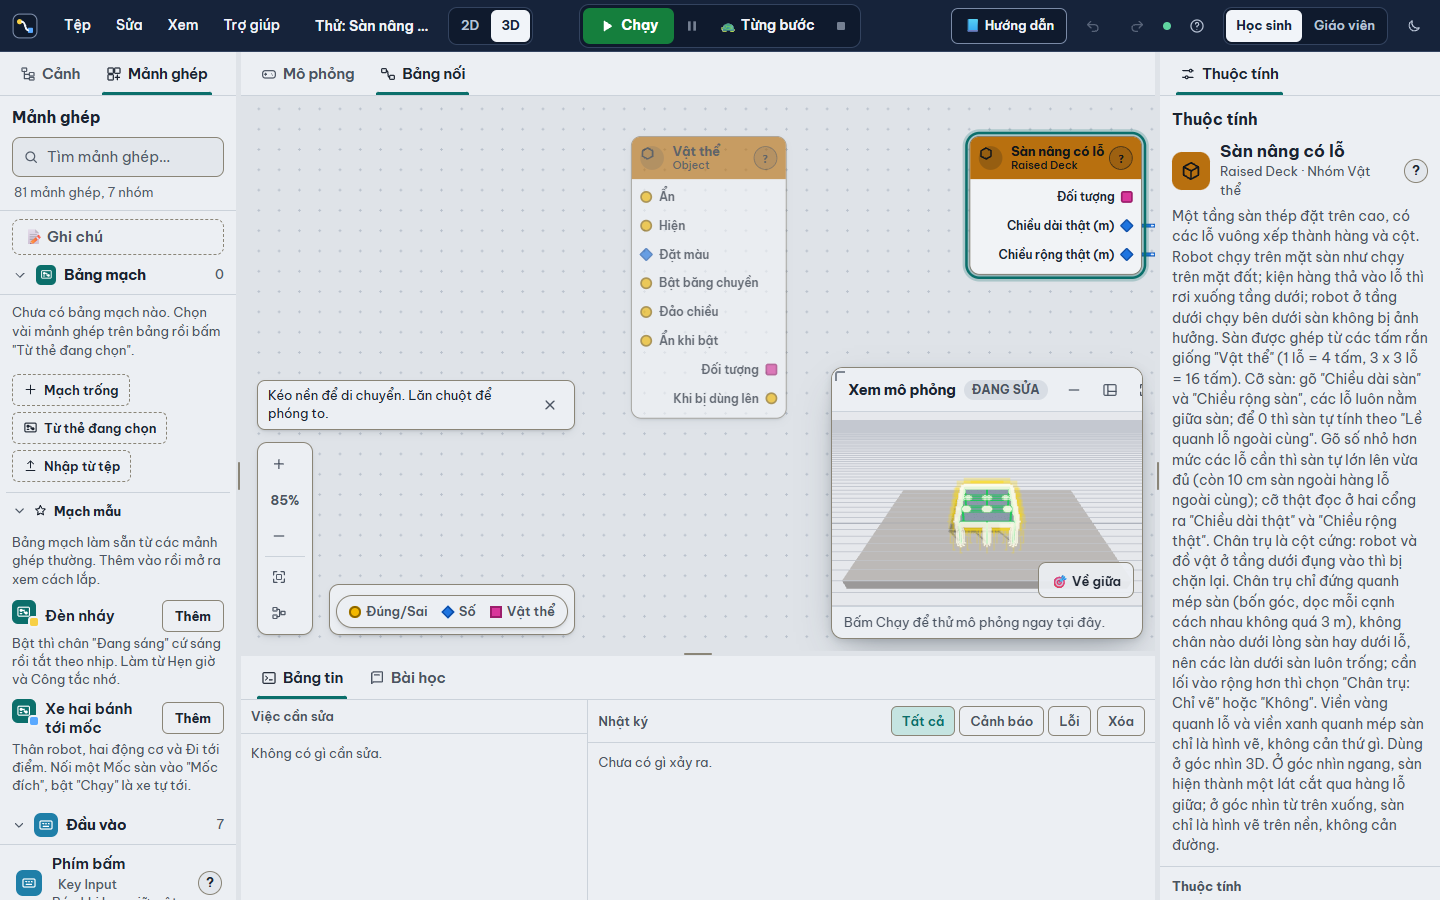 Tệp
Sửa
Xem
Trợ giúp
Thử: Sàn nâng ...
2D
3D
Chạy
Từng bước
Hướng dẫn
Học sinh
Giáo viên
Cảnh
Mảnh ghép
Mảnh ghép
Tìm mảnh ghép...
81 mảnh ghép, 7 nhóm
Ghi chú
Bảng mạch
0
Chưa có bảng mạch nào. Chọn
vài mảnh ghép trên bảng rồi bấm
"Từ thẻ đang chọn".
Mạch trống
Từ thẻ đang chọn
Nhập từ tệp
Mạch mẫu
Bảng mạch làm sẵn từ các mảnh
ghép thường. Thêm vào rồi mở ra
xem cách lắp.
Đèn nháy
Thêm
Bật thì chân "Đang sáng" cứ sáng
rồi tắt theo nhịp. Làm từ Hẹn giờ
và Công tắc nhớ.
Xe hai bánh
tới mốc
Thêm
Thân robot, hai động cơ và Đi tới
điểm. Nối một Mốc sàn vào "Mốc
đích", bật "Chạy" là xe tự tới.
Đầu vào
7
Phím bấm
Key Input
?
Mô phỏng
Bảng nối
Vật thể
Object
?
Ẩn
Hiện
Đặt màu
Bật băng chuyền
Đảo chiều
Ẩn khi bật
Đối tượng
Khi bị dùng lên
Sàn nâng có lỗ
Raised Deck
?
Đối tượng
Chiều dài thật (m)
Chiều rộng thật (m)
Kéo nền để di chuyển. Lăn chuột để
phóng to.
85%
Đúng/Sai
Số
Vật thể
Xem mô phỏng
ĐANG SỬA
Về giữa
Bấm Chạy để thử mô phỏng ngay tại đây.
Bảng tin
Bài học
Việc cần sửa
Không có gì cần sửa.
Nhật ký
Tất cả
Cảnh báo
Lỗi
Xóa
Chưa có gì xảy ra.
Thuộc tính
Thuộc tính
Sàn nâng có lỗ
Raised Deck · Nhóm Vật
thể
?
Một tầng sàn thép đặt trên cao, có
các lỗ vuông xếp thành hàng và cột.
Robot chạy trên mặt sàn như chạy
trên mặt đất; kiện hàng thả vào lỗ thì
rơi xuống tầng dưới; robot ở tầng
dưới chạy bên dưới sàn không bị ảnh
hưởng. Sàn được ghép từ các tấm rắn
giống "Vật thể" (1 lỗ = 4 tấm, 3 x 3 lỗ
= 16 tấm). Cỡ sàn: gõ "Chiều dài sàn"
và "Chiều rộng sàn", các lỗ luôn nằm
giữa sàn; để 0 thì sàn tự tính theo "Lề
quanh lỗ ngoài cùng". Gõ số nhỏ hơn
mức các lỗ cần thì sàn tự lớn lên vừa
đủ (còn 10 cm sàn ngoài hàng lỗ
ngoài cùng); cỡ thật đọc ở hai cổng
ra "Chiều dài thật" và "Chiều rộng
thật". Chân trụ là cột cứng: robot và
đồ vật ở tầng dưới đụng vào thì bị
chặn lại. Chân trụ chỉ đứng quanh
mép sàn (bốn góc, dọc mỗi cạnh
cách nhau không quá 3 m), không
chân nào dưới lòng sàn hay dưới lỗ,
nên các làn dưới sàn luôn trống; cần
lối vào rộng hơn thì chọn "Chân trụ:
Chỉ vẽ" hoặc "Không". Viền vàng
quanh lỗ và viền xanh quanh mép sàn
chỉ là hình vẽ, không cản thứ gì. Dùng
ở góc nhìn 3D. Ở góc nhìn ngang, sàn
hiện thành một lát cắt qua hàng lỗ
giữa; ở góc nhìn từ trên xuống, sàn
chỉ là hình vẽ trên nền, không cản
đường.
Thuộc tính